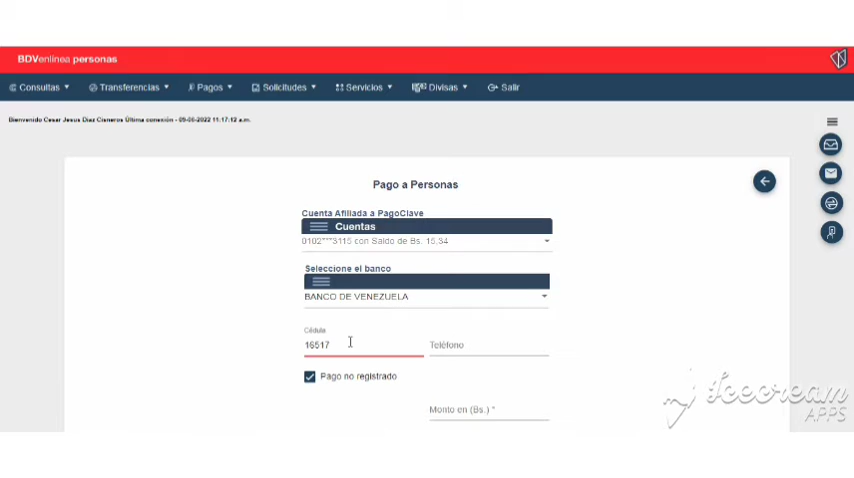 BDVenlínea personas
Consultas Transferencias Pagos Solicitudes Servicios Divisas Salir
Bienvenido Cesar Jesus Diaz Cisneros Última conexión - 09-08-2022 11:17:12 a.m.
Pago a Personas
Cuenta Afiliada a PagoClave
Cuentas
0102***3115 con Saldo de Bs. 15,34
Seleccione el banco
BANCO DE VENEZUELA
Cédula
16517 Teléfono
Pago no registrado
Monto en (Bs.) *
Icecream
APPS